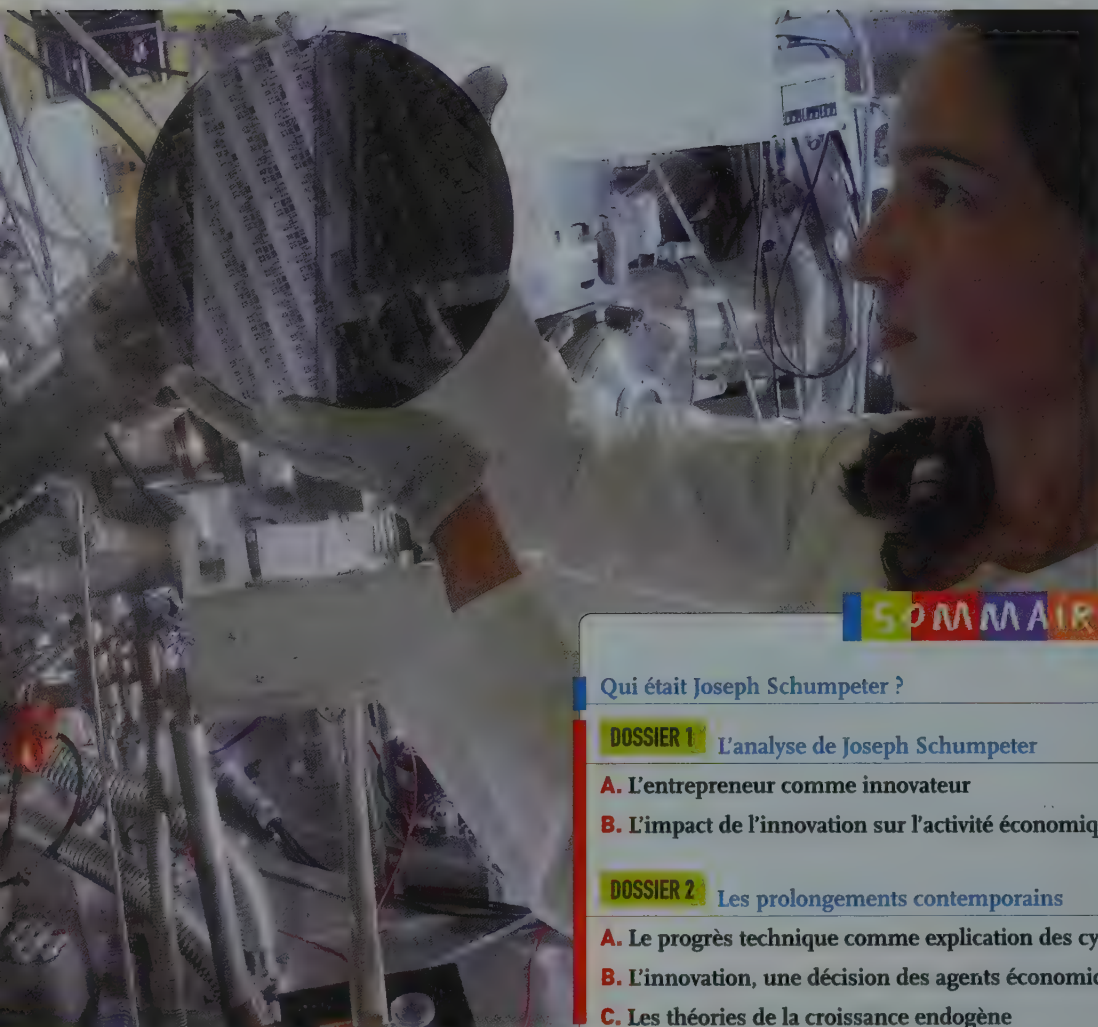 SOMMAIR
Qui était Joseph Schumpeter ?
DOSSIER 1 L'analyse de Joseph Schumpeter
A. L'entrepreneur comme innovateur
B. L'impact de l'innovation sur l'activité économiq
DOSSIER 2 Les prolongements contemporains
A. Le progrès technique comme explication des cy
B. L'innovation, une décision des agents économic
C. Les théories de la croissance endogène